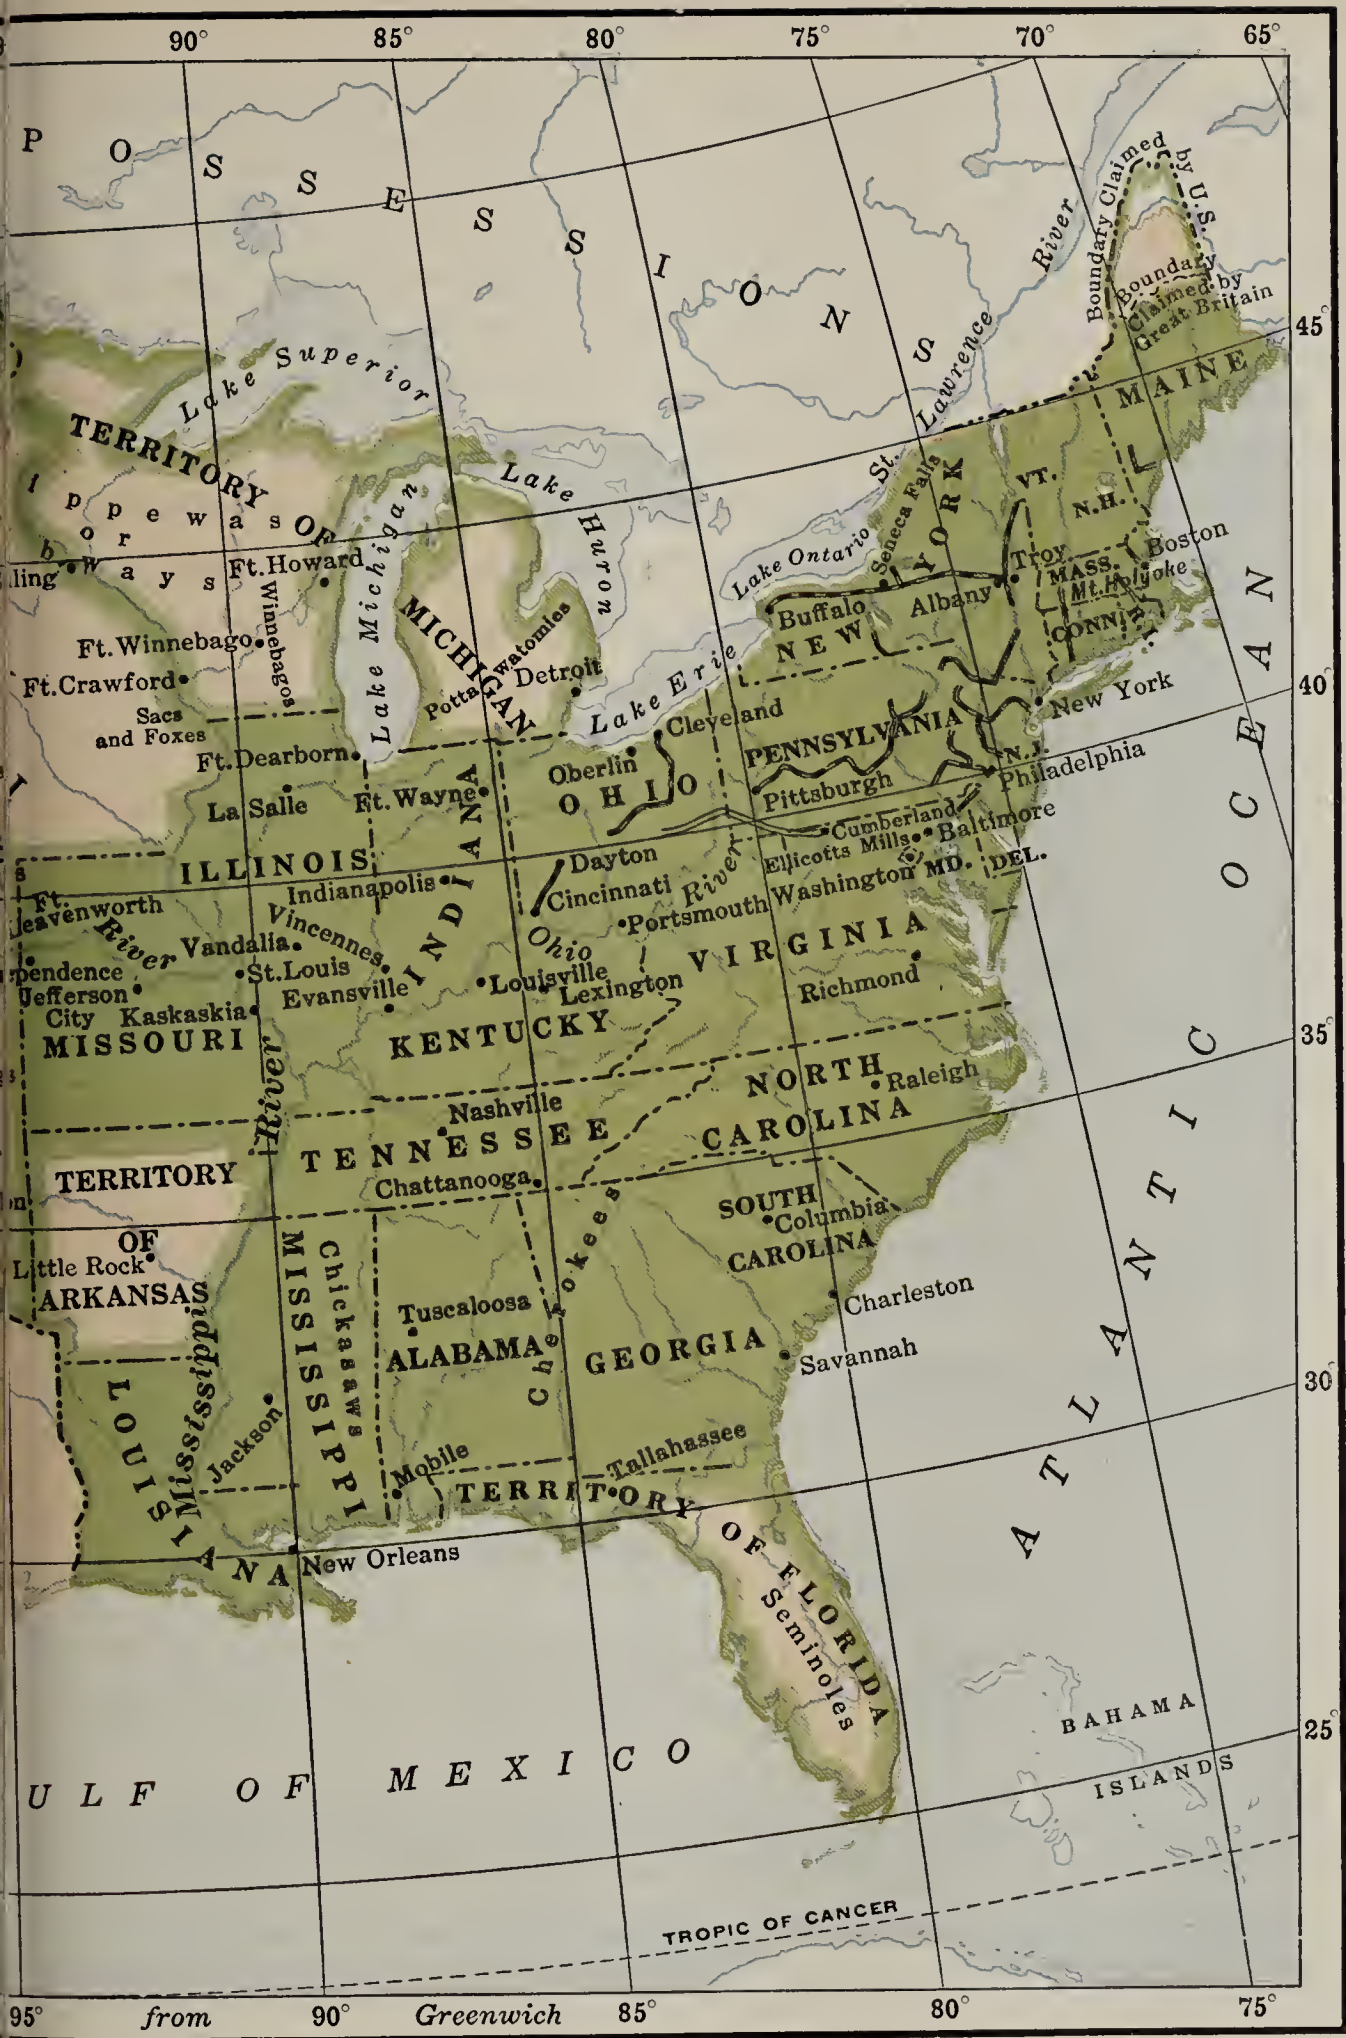 90° 85° 80° 75° 70° 65°
P O S S E S S I O N S
Boundary Claimed by U.S.
Boundary
Claimed by
Great Britain
45°
St. Lawrence River
MAINE
Lake Superior
TERRITORY OF
Lake Huron
Lake Michigan
MICHIGAN
Pottawatomies
Detroit
Ft. Howard
Winnebagos
Ft. Winnebago
Ft. Crawford
Sacs
and Foxes
Ft. Dearborn
VT.
N.H.
Boston
Troy
MASS.
Mt. Holyoke
CONN.
R.I.
Seneca Falls
Lake Ontario
Albany
Buffalo
NEW YORK
New York
40°
Lake Erie
Cleveland
Oberlin
OHIO
PENNSYLVANIA
Pittsburgh
N.J.
Philadelphia
Cumberland
Baltimore
Ellicotts Mills
Washington
MD.
DEL.
La Salle
Ft. Wayne
ILLINOIS
INDIANA
Indianapolis
Dayton
Cincinnati
Portsmouth
Ohio River
Ft.
Leavenworth
River
Vandalia
Vincennes
St. Louis
Evansville
Louisville
Lexington
pendence
Jefferson
City
Kaskaskia
MISSOURI
KENTUCKY
VIRGINIA
Richmond
35°
NORTH
CAROLINA
Raleigh
Nashville
TENNESSEE
Chattanooga
TERRITORY
OF
Little Rock
ARKANSAS
Mississippi River
MISSISSIPPI
Chickasaws
Cherokees
SOUTH
Columbia
CAROLINA
Charleston
Tuscaloosa
ALABAMA
GEORGIA
Savannah
30°
LOUISIANA
Jackson
Mobile
Tallahassee
TERRITORY OF FLORIDA
Seminoles
New Orleans
ATLANTIC OCEAN
BAHAMA
ISLANDS
25°
ULF OF MEXICO
TROPIC OF CANCER
95° from 90° Greenwich 85° 80° 75°